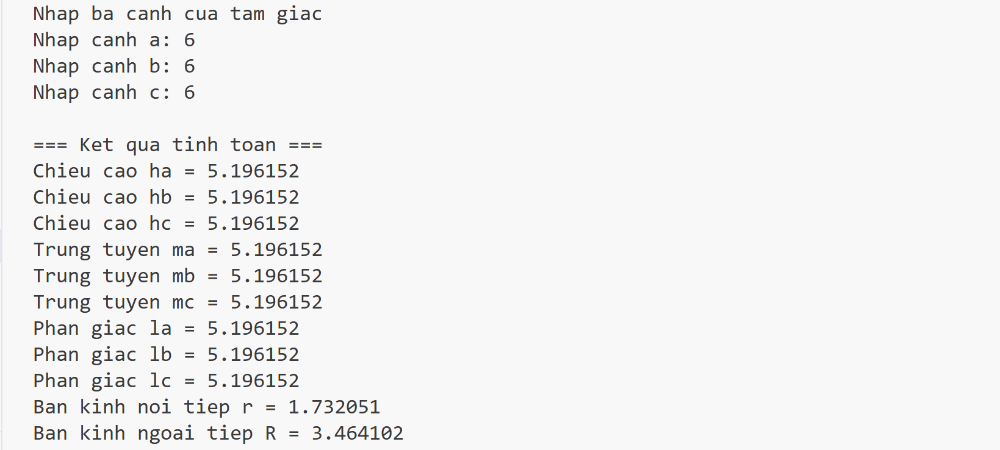 Nhap ba canh cua tam giac
Nhap canh a: 6
Nhap canh b: 6
Nhap canh c: 6
=== Ket qua tinh toan ===
Chieu cao ha = 5.196152
Chieu cao hb = 5.196152
Chieu cao hc = 5.196152
Trung tuyen ma = 5.196152
Trung tuyen mb = 5.196152
Trung tuyen mc = 5.196152
Phan giac la = 5.196152
Phan giac lb = 5.196152
Phan giac lc = 5.196152
Ban kinh noi tiep r = 1.732051
Ban kinh ngoai tiep R = 3.464102